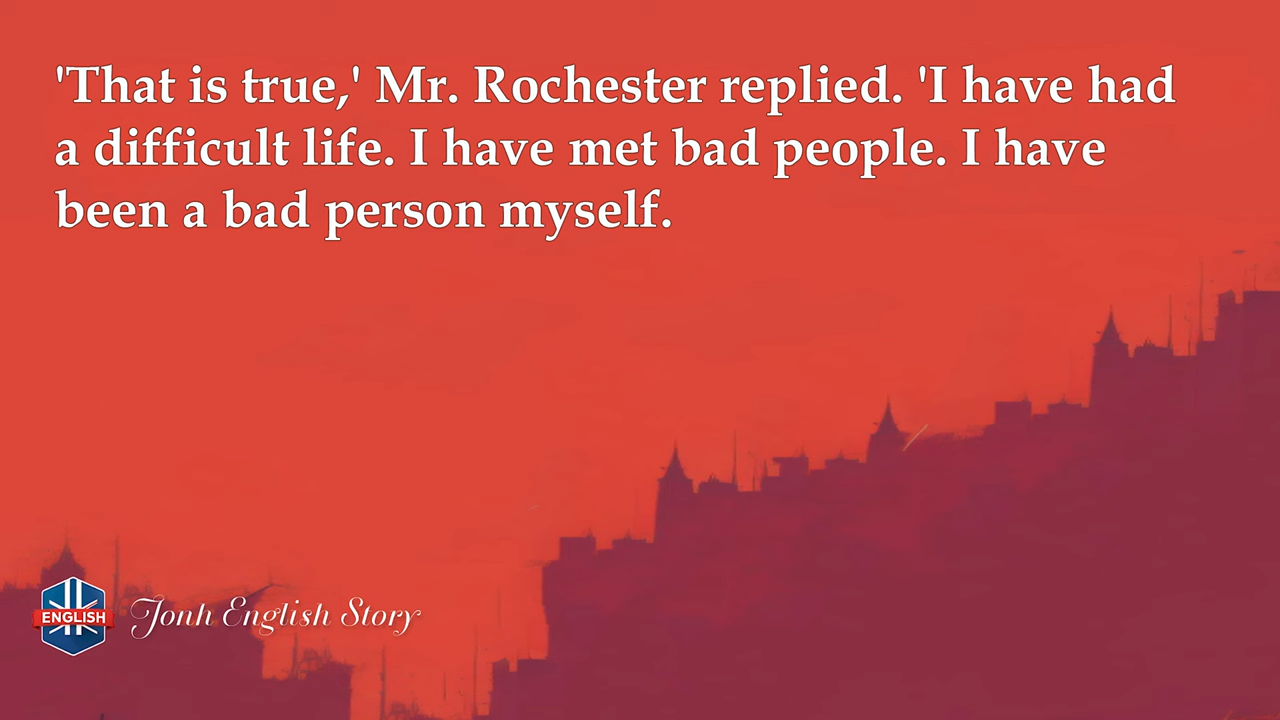 'That is true,' Mr. Rochester replied. 'I have had
a difficult life. I have met bad people. I have
been a bad person myself.
ENGLISH
Jonh English Story